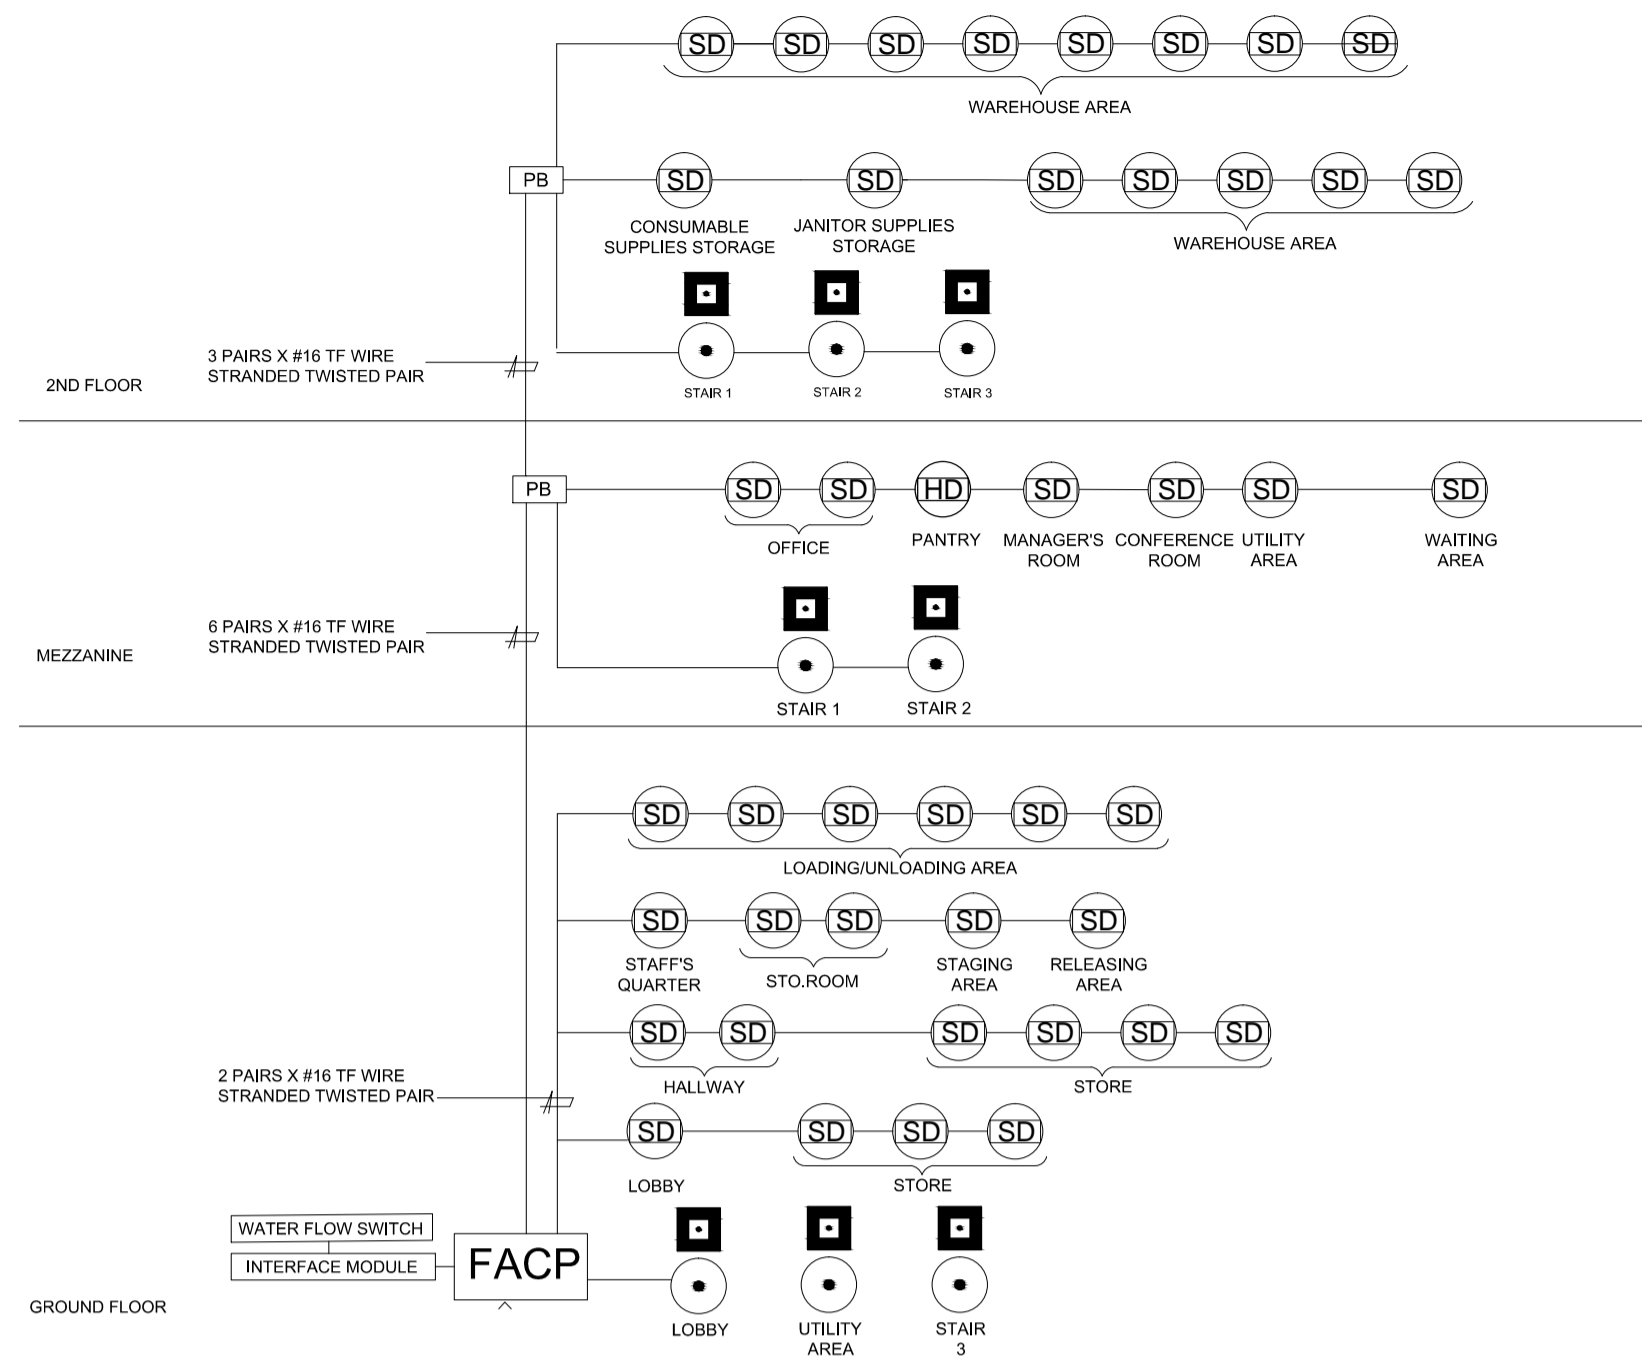 SD SD SD SD SD SD SD SD
WAREHOUSE AREA
PB SD SD SD SD SD SD SD
CONSUMABLE
SUPPLIES STORAGE
JANITOR SUPPLIES
STORAGE
WAREHOUSE AREA
3 PAIRS X #16 TF WIRE
STRANDED TWISTED PAIR
2ND FLOOR
STAIR 1 STAIR 2 STAIR 3
PB SD SD HD SD SD SD SD
OFFICE
PANTRY
MANAGER'S
ROOM
CONFERENCE
ROOM
UTILITY
AREA
WAITING
AREA
6 PAIRS X #16 TF WIRE
STRANDED TWISTED PAIR
MEZZANINE
STAIR 1 STAIR 2
SD SD SD SD SD SD
LOADING/UNLOADING AREA
SD SD SD SD SD
STAFF'S
QUARTER
STO.ROOM
STAGING
AREA
RELEASING
AREA
SD SD SD SD SD SD
HALLWAY STORE
2 PAIRS X #16 TF WIRE
STRANDED TWISTED PAIR
SD SD SD SD
LOBBY STORE
WATER FLOW SWITCH
INTERFACE MODULE
FACP
GROUND FLOOR
LOBBY
UTILITY
AREA
STAIR
3